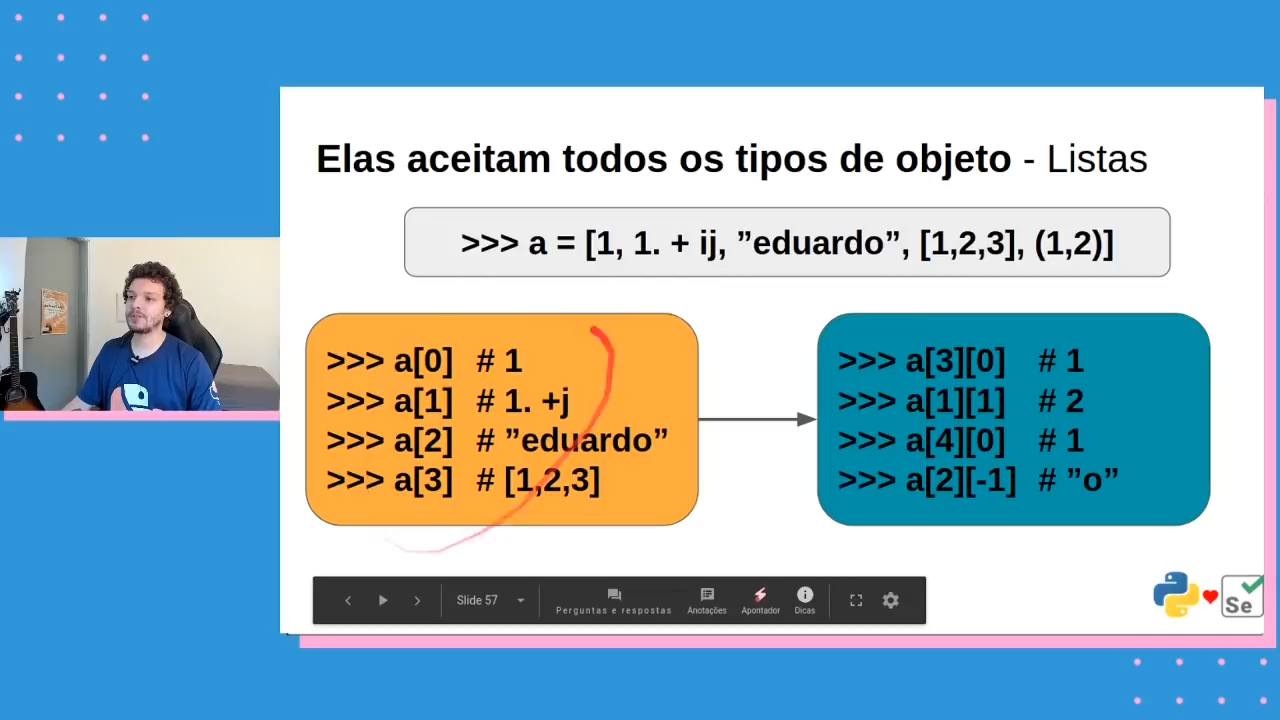 Elas aceitam todos os tipos de objeto - Listas
>>> a = [1, 1. + ij, ”eduardo”, [1,2,3], (1,2)]
>>> a[0] # 1
>>> a[1] # 1. +j
>>> a[2] # ”eduardo”
>>> a[3] # [1,2,3]
>>> a[3][0] # 1
>>> a[1][1] # 2
>>> a[4][0] # 1
>>> a[2][-1] # ”o”
Slide 57
Perguntas e respostas
Anotações
Apontador
Dicas
Se